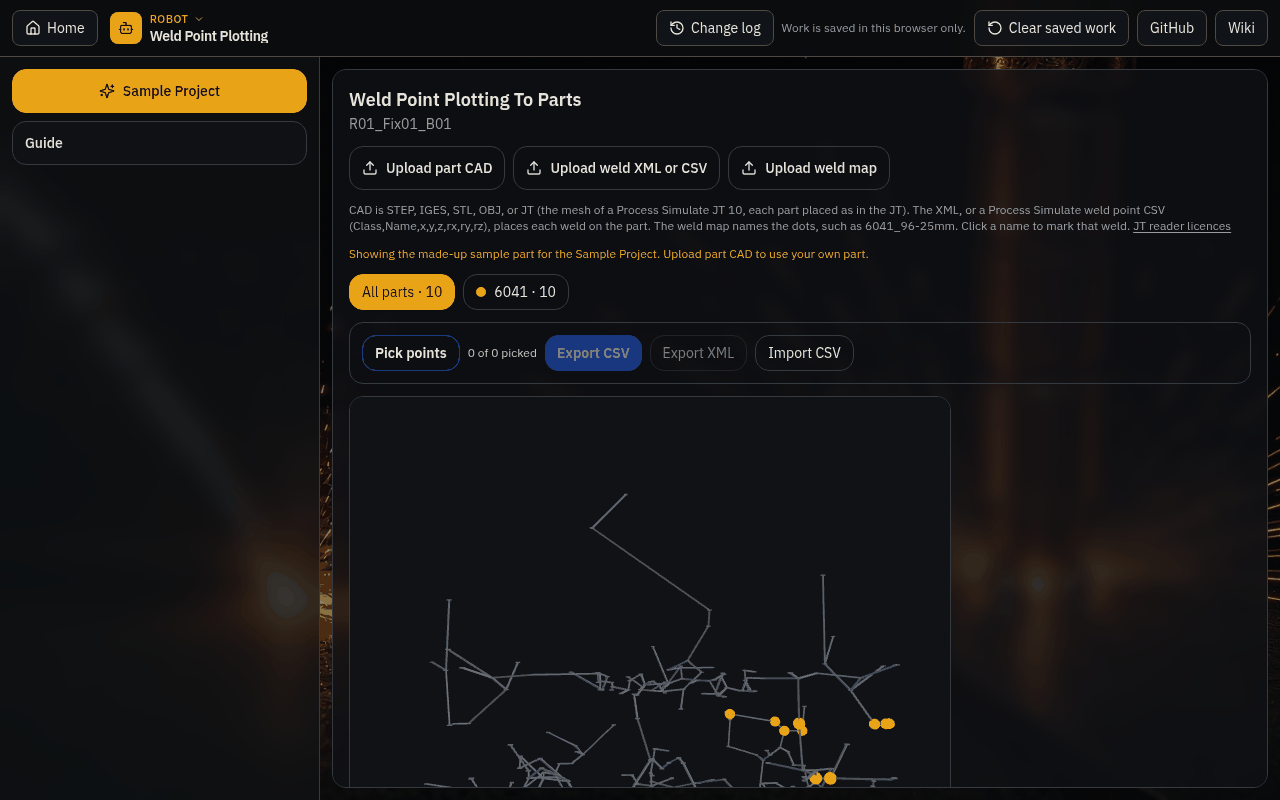 Home
ROBOT
Weld Point Plotting
Change log
Work is saved in this browser only.
Clear saved work
GitHub
Wiki
Sample Project
Guide
Weld Point Plotting To Parts
R01_Fix01_B01
Upload part CAD
Upload weld XML or CSV
Upload weld map
CAD is STEP, IGES, STL, OBJ, or JT (the mesh of a Process Simulate JT 10, each part placed as in the JT). The XML, or a Process Simulate weld point CSV
(Class,Name,x,y,z,rx,ry,rz), places each weld on the part. The weld map names the dots, such as 6041_96-25mm. Click a name to mark that weld. JT reader licences
Showing the made-up sample part for the Sample Project. Upload part CAD to use your own part.
All parts · 10
6041 · 10
Pick points
0 of 0 picked
Export CSV
Export XML
Import CSV